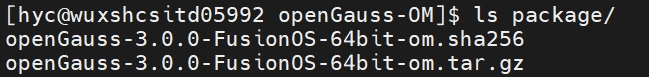 [hyc@wuxshcsitd05992 openGauss-OM]$ ls package/
openGauss-3.0.0-FusionOS-64bit-om.sha256
openGauss-3.0.0-FusionOS-64bit-om.tar.gz